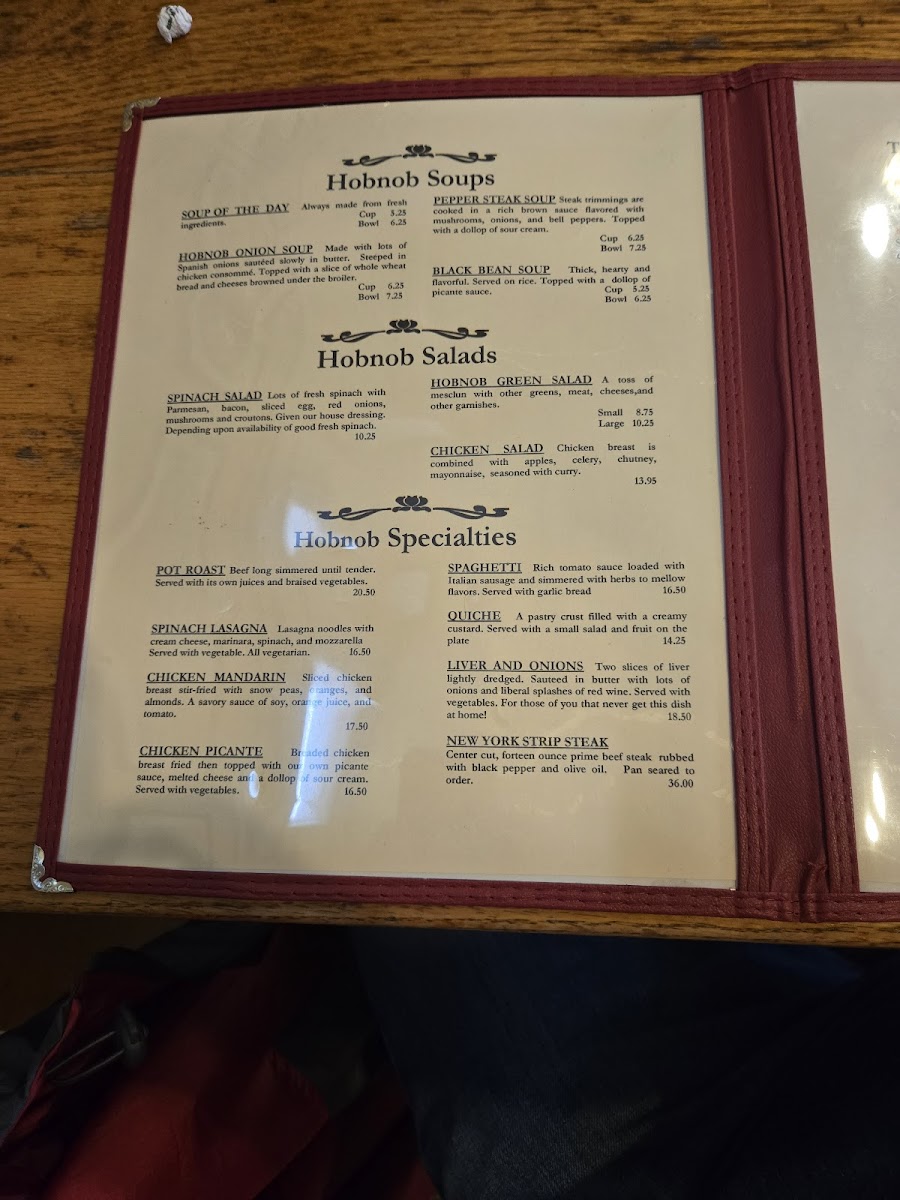 Hobnob Soups
SOUP OF THE DAY Always made from fresh
ingredients.
Cup 5.25
Bowl 6.25
HOBNOB ONION SOUP Made with lots of
Spanish onions sautéed slowly in butter. Steeped in
chicken consommé. Topped with a slice of whole wheat
bread and cheeses browned under the broiler.
Cup 6.25
Bowl 7.25
PEPPER STEAK SOUP Steak trimmings are
cooked in a rich brown sauce flavored with
mushrooms, onions, and bell peppers. Topped
with a dollop of sour cream.
Cup 6.25
Bowl 7.25
BLACK BEAN SOUP Thick, hearty and
flavorful. Served on rice. Topped with a dollop of
picante sauce.
Cup 5.25
Bowl 6.25
Hobnob Salads
SPINACH SALAD Lots of fresh spinach with
Parmesan, bacon, sliced egg, red onions,
mushrooms and croutons. Given our house dressing.
Depending upon availability of good fresh spinach.
10.25
HOBNOB GREEN SALAD A toss of
mesclun with other greens, meat, cheeses,and
other garnishes.
Small 8.75
Large 10.25
CHICKEN SALAD Chicken breast is
combined with apples, celery, chutney,
mayonnaise, seasoned with curry.
13.95
Hobnob Specialties
POT ROAST Beef long simmered until tender.
Served with its own juices and braised vegetables.
20.50
SPINACH LASAGNA Lasagna noodles with
cream cheese, marinara, spinach, and mozzarella
Served with vegetable. All vegetarian. 16.50
CHICKEN MANDARIN Sliced chicken
breast stir-fried with snow peas, oranges, and
almonds. A savory sauce of soy, orange juice, and
tomato.
17.50
CHICKEN PICANTE Breaded chicken
breast fried then topped with our own picante
sauce, melted cheese and a dollop of sour cream.
Served with vegetables. 16.50
SPAGHETTI Rich tomato sauce loaded with
Italian sausage and simmered with herbs to mellow
flavors. Served with garlic bread 16.50
QUICHE A pastry crust filled with a creamy
custard. Served with a small salad and fruit on the
plate 14.25
LIVER AND ONIONS Two slices of liver
lightly dredged. Sauteed in butter with lots of
onions and liberal splashes of red wine. Served with
vegetables. For those of you that never get this dish
at home! 18.50
NEW YORK STRIP STEAK
Center cut, forteen ounce prime beef steak rubbed
with black pepper and olive oil. Pan seared to
order. 36.00